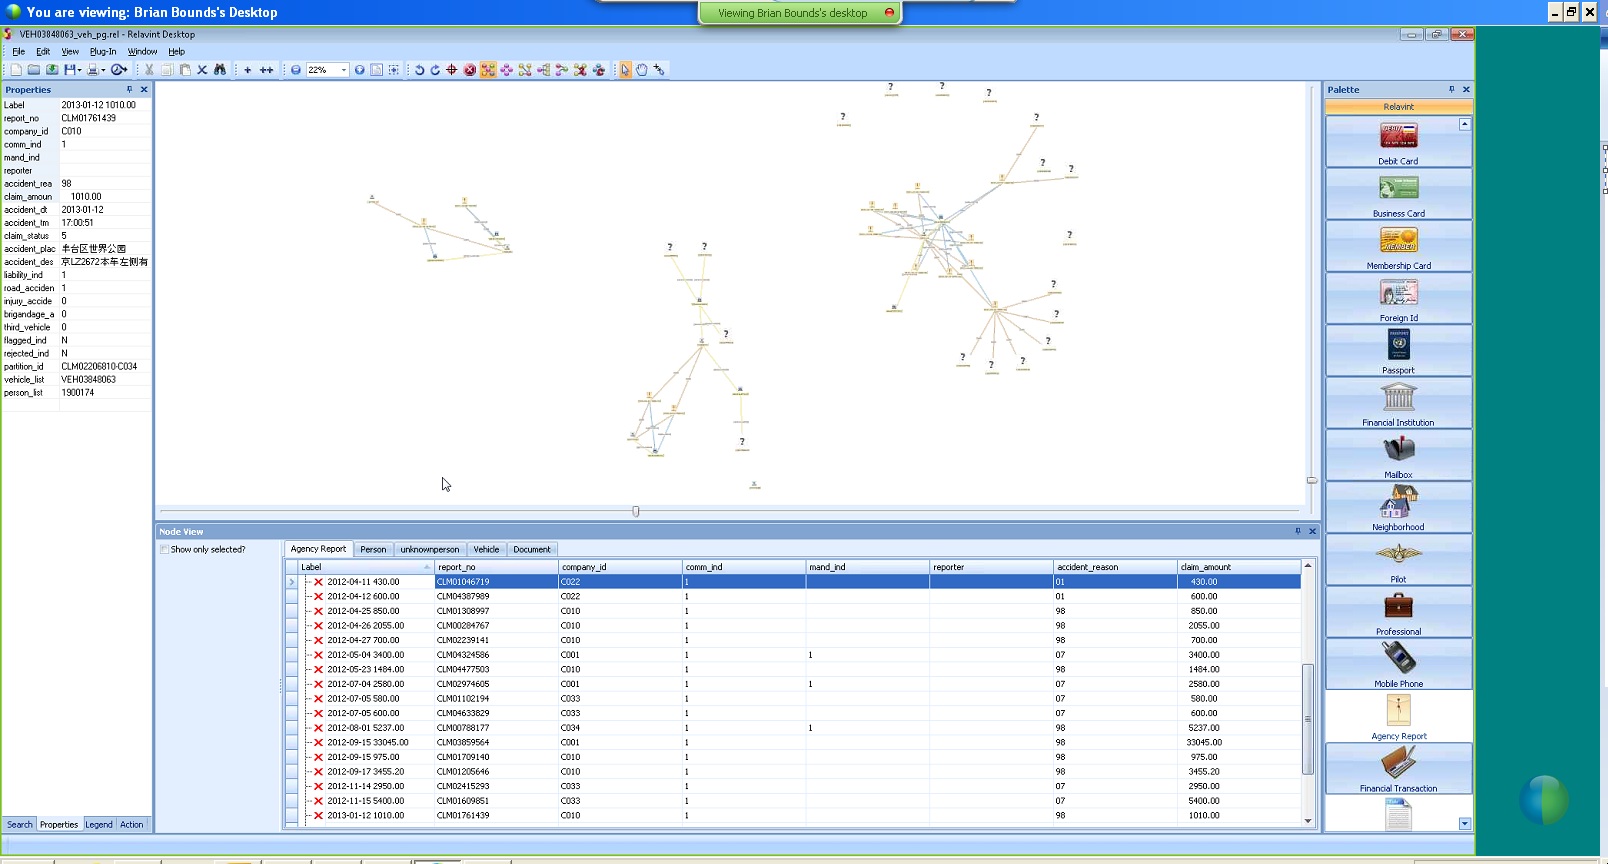 You are viewing: Brian Bounds's Desktop
Viewing Brian Bounds's desktop
VEH03848063_veh_pg.rel - Relavint Desktop
File Edit View Plug-In Window Help
22%
Properties
Label 2013-01-12 1010.00
report_no CLM01761439
company_id C010
comm_ind 1
mand_ind
reporter
accident_rea 98
claim_amoun 1010.00
accident_dt 2013-01-12
accident_tm 17:00:51
claim_status 5
accident_plac 丰台区世界公园
accident_des 京LZ2672本车左侧有
liability_ind 1
road_acciden 1
injury_accide 0
brigandage_a 0
third_vehicle 0
flagged_ind N
rejected_ind N
partition_id CLM02206810-C034
vehicle_list VEH03848063
person_list 1900174
Search Properties Legend Action
Node View
Show only selected?
Agency Report Person unknownperson Vehicle Document
Label report_no company_id comm_ind mand_ind reporter accident_reason claim_amount
2012-04-11 430.00 CLM01046719 C022 1 01 430.00
2012-04-12 600.00 CLM04387989 C022 1 01 600.00
2012-04-25 850.00 CLM01308997 C010 1 98 850.00
2012-04-26 2055.00 CLM00284767 C010 1 98 2055.00
2012-04-27 700.00 CLM02239141 C010 1 98 700.00
2012-05-04 3400.00 CLM04324586 C001 1 1 07 3400.00
2012-05-23 1484.00 CLM04477503 C010 1 98 1484.00
2012-07-04 2580.00 CLM02974605 C001 1 1 07 2580.00
2012-07-05 580.00 CLM01102194 C033 1 07 580.00
2012-07-05 600.00 CLM04633829 C033 1 07 600.00
2012-08-01 5237.00 CLM00788177 C034 1 1 98 5237.00
2012-09-15 33045.00 CLM03859564 C001 1 98 33045.00
2012-09-15 975.00 CLM01709140 C010 1 98 975.00
2012-09-17 3455.20 CLM01205646 C010 1 98 3455.20
2012-11-14 2950.00 CLM02415293 C033 1 07 2950.00
2012-11-15 5400.00 CLM01609851 C033 1 07 5400.00
2013-01-12 1010.00 CLM01761439 C010 1 98 1010.00
Palette
Relavint
Debit Card
Business Card
MEMBER
Membership Card
Foreign Id
PASSPORT
Passport
Financial Institution
Mailbox
Neighborhood
Pilot
Professional
Mobile Phone
Agency Report
Financial Transaction